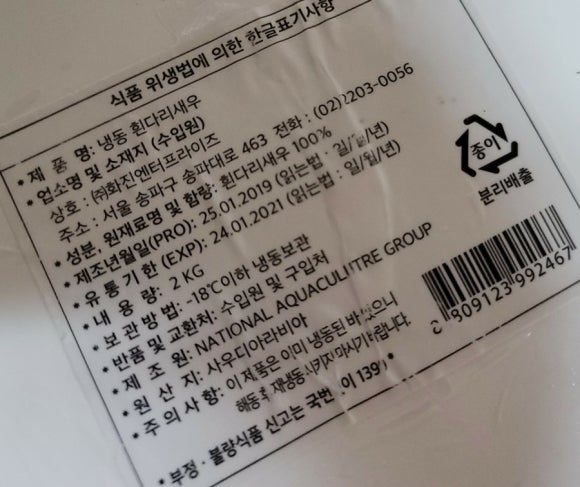 식품 위생법에 의한 한글표기사항
• 제 품 명: 냉동 흰다리새우
• 업소명 및 소재지 (수입원)
상호 : ㈜화진엔터프라이즈
주소 : 서울 송파구 송파대로 463 전화 : (02)2203-0056
• 성분, 원재료명 및 함량: 흰다리새우 100%
• 제조년월일(PRO): 25.01.2019 (읽는법 : 일/월/년)
• 유 통 기 한 (EXP): 24.01.2021 (읽는법 : 일/월/년)
• 내 용 량: 2 KG
• 보관 방법: -18℃이하 냉동보관
• 반품 및 교환처: 수입원 및 구입처
• 제 조 원: NATIONAL AQUACULUTRE GROUP
• 원 산 지: 사우디아라비아
• 주 의 사 항: 이 제품은 이미 냉동된 바 있으니
해동 후 재냉동 시키지 마시기 바랍니다.
• 부정 · 불량식품 신고는 국번 이 1399 •
종이
분리배출
8 809123 992467